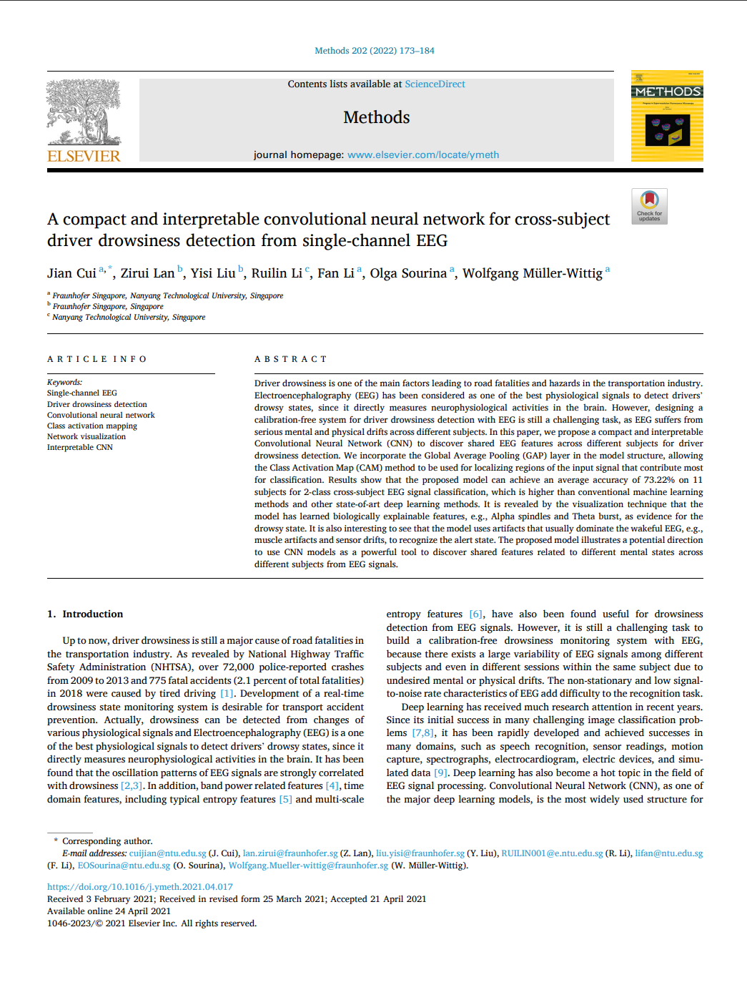 Methods 202 (2022) 173–184
Contents lists available at ScienceDirect
Methods
journal homepage: www.elsevier.com/locate/ymeth
ELSEVIER
METHODS
Check for
updates
A compact and interpretable convolutional neural network for cross-subject
driver drowsiness detection from single-channel EEG
Jian Cui a,*, Zirui Lan b, Yisi Liu b, Ruilin Li c, Fan Li a, Olga Sourina a, Wolfgang Müller-Wittig a
a Fraunhofer Singapore, Nanyang Technological University, Singapore
b Fraunhofer Singapore, Singapore
c Nanyang Technological University, Singapore
ARTICLE INFO
Keywords:
Single-channel EEG
Driver drowsiness detection
Convolutional neural network
Class activation mapping
Network visualization
Interpretable CNN
ABSTRACT
Driver drowsiness is one of the main factors leading to road fatalities and hazards in the transportation industry.
Electroencephalography (EEG) has been considered as one of the best physiological signals to detect drivers'
drowsy states, since it directly measures neurophysiological activities in the brain. However, designing a
calibration-free system for driver drowsiness detection with EEG is still a challenging task, as EEG suffers from
serious mental and physical drifts across different subjects. In this paper, we propose a compact and interpretable
Convolutional Neural Network (CNN) to discover shared EEG features across different subjects for driver
drowsiness detection. We incorporate the Global Average Pooling (GAP) layer in the model structure, allowing
the Class Activation Map (CAM) method to be used for localizing regions of the input signal that contribute most
for classification. Results show that the proposed model can achieve an average accuracy of 73.22% on 11
subjects for 2-class cross-subject EEG signal classification, which is higher than conventional machine learning
methods and other state-of-art deep learning methods. It is revealed by the visualization technique that the
model has learned biologically explainable features, e.g., Alpha spindles and Theta burst, as evidence for the
drowsy state. It is also interesting to see that the model uses artifacts that usually dominate the wakeful EEG, e.g.,
muscle artifacts and sensor drifts, to recognize the alert state. The proposed model illustrates a potential direction
to use CNN models as a powerful tool to discover shared features related to different mental states across
different subjects from EEG signals.
1. Introduction
Up to now, driver drowsiness is still a major cause of road fatalities in
the transportation industry. As revealed by National Highway Traffic
Safety Administration (NHTSA), over 72,000 police-reported crashes
from 2009 to 2013 and 775 fatal accidents (2.1 percent of total fatalities)
in 2018 were caused by tired driving [1]. Development of a real-time
drowsiness state monitoring system is desirable for transport accident
prevention. Actually, drowsiness can be detected from changes of
various physiological signals and Electroencephalography (EEG) is a one
of the best physiological signals to detect drivers' drowsy states, since it
directly measures neurophysiological activities in the brain. It has been
found that the oscillation patterns of EEG signals are strongly correlated
with drowsiness [2,3]. In addition, band power related features [4], time
domain features, including typical entropy features [5] and multi-scale
entropy features [6], have also been found useful for drowsiness
detection from EEG signals. However, it is still a challenging task to
build a calibration-free drowsiness monitoring system with EEG,
because there exists a large variability of EEG signals among different
subjects and even in different sessions within the same subject due to
undesired mental or physical drifts. The non-stationary and low signal-
to-noise rate characteristics of EEG add difficulty to the recognition task.
Deep learning has received much research attention in recent years.
Since its initial success in many challenging image classification prob-
lems [7,8], it has been rapidly developed and achieved successes in
many domains, such as speech recognition, sensor readings, motion
capture, spectrographs, electrocardiogram, electric devices, and simu-
lated data [9]. Deep learning has also become a hot topic in the field of
EEG signal processing. Convolutional Neural Network (CNN), as one of
the major deep learning models, is the most widely used structure for
* Corresponding author.
E-mail addresses: cuijian@ntu.edu.sg (J. Cui), lan.zirui@fraunhofer.sg (Z. Lan), liu.yisi@fraunhofer.sg (Y. Liu), RUILIN001@e.ntu.edu.sg (R. Li), lifan@ntu.edu.sg
(F. Li), EOSourina@ntu.edu.sg (O. Sourina), Wolfgang.Mueller-wittig@fraunhofer.sg (W. Müller-Wittig).
https://doi.org/10.1016/j.ymeth.2021.04.017
Received 3 February 2021; Received in revised form 25 March 2021; Accepted 21 April 2021
Available online 24 April 2021
1046-2023/© 2021 Elsevier Inc. All rights reserved.